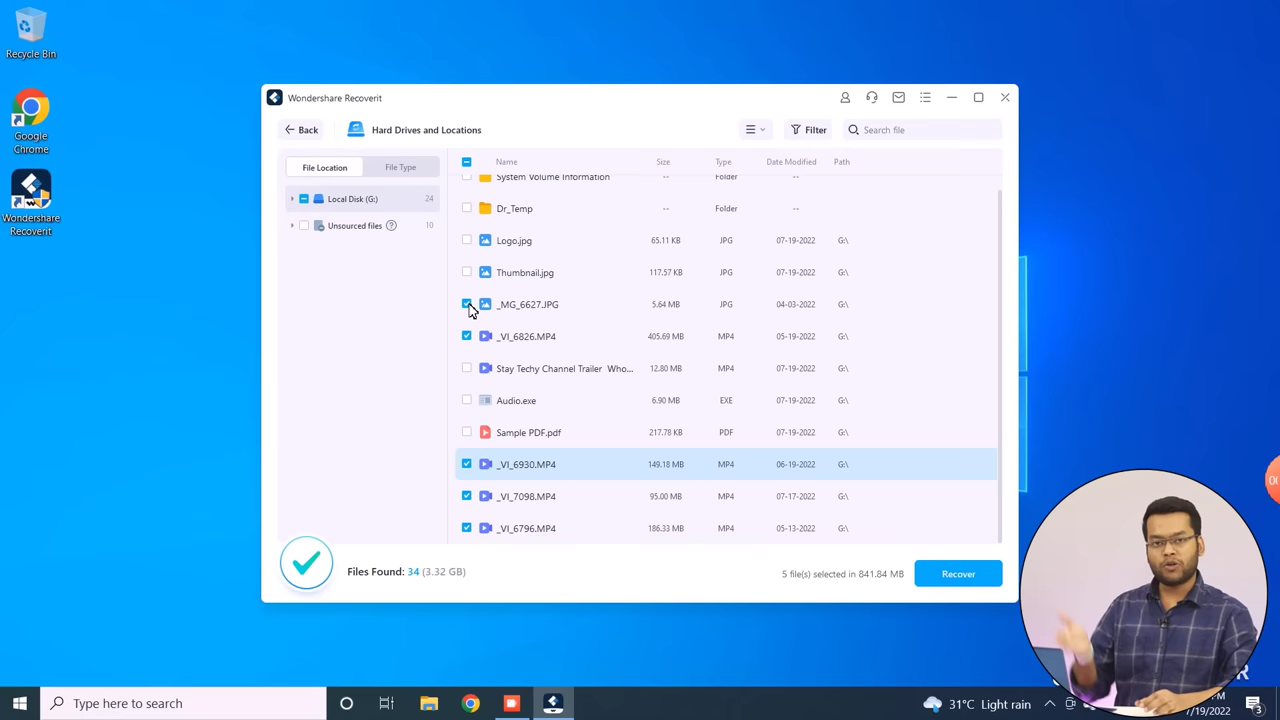 Recycle Bin
Google
Chrome
Wondershare
Recoverit
Wondershare Recoverit
Back
Hard Drives and Locations
Filter
Search file
File Location
File Type
Local Disk (G:) 24
Unsourced files ? 10
Name Size Type Date Modified Path
System Volume Information -- Folder --
Dr_Temp -- Folder --
Logo.jpg 65.11 KB JPG 07-19-2022 G:\
Thumbnail.jpg 117.57 KB JPG 07-19-2022 G:\
_MG_6627.JPG 5.64 MB JPG 04-03-2022 G:\
_VI_6826.MP4 405.69 MB MP4 05-19-2022 G:\
Stay Techy Channel Trailer Who... 12.80 MB MP4 07-19-2022 G:\
Audio.exe 6.90 MB EXE 07-19-2022 G:\
Sample PDF.pdf 217.78 KB PDF 07-19-2022 G:\
_VI_6930.MP4 149.18 MB MP4 06-19-2022 G:\
_VI_7098.MP4 95.00 MB MP4 07-17-2022 G:\
_VI_6796.MP4 186.33 MB MP4 05-13-2022 G:\
Files Found: 34 (3.32 GB)
5 file(s) selected in 841.84 MB
Recover
Type here to search
31°C Light rain
7/19/2022
3